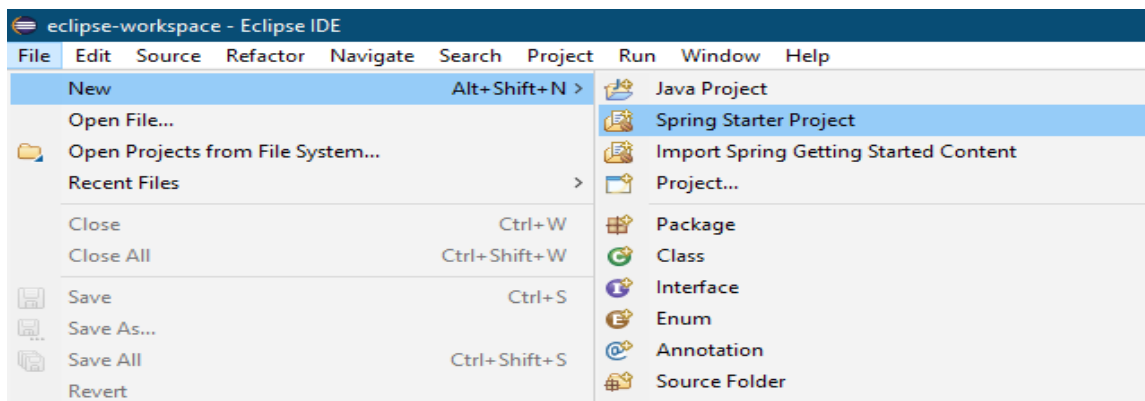 eclipse-workspace - Eclipse IDE
File Edit Source Refactor Navigate Search Project Run Window Help
New Alt+Shift+N >
Open File...
Open Projects from File System...
Recent Files >
Close Ctrl+W
Close All Ctrl+Shift+W
Save Ctrl+S
Save As...
Save All Ctrl+Shift+S
Revert
Java Project
Spring Starter Project
Import Spring Getting Started Content
Project...
Package
Class
Interface
Enum
Annotation
Source Folder